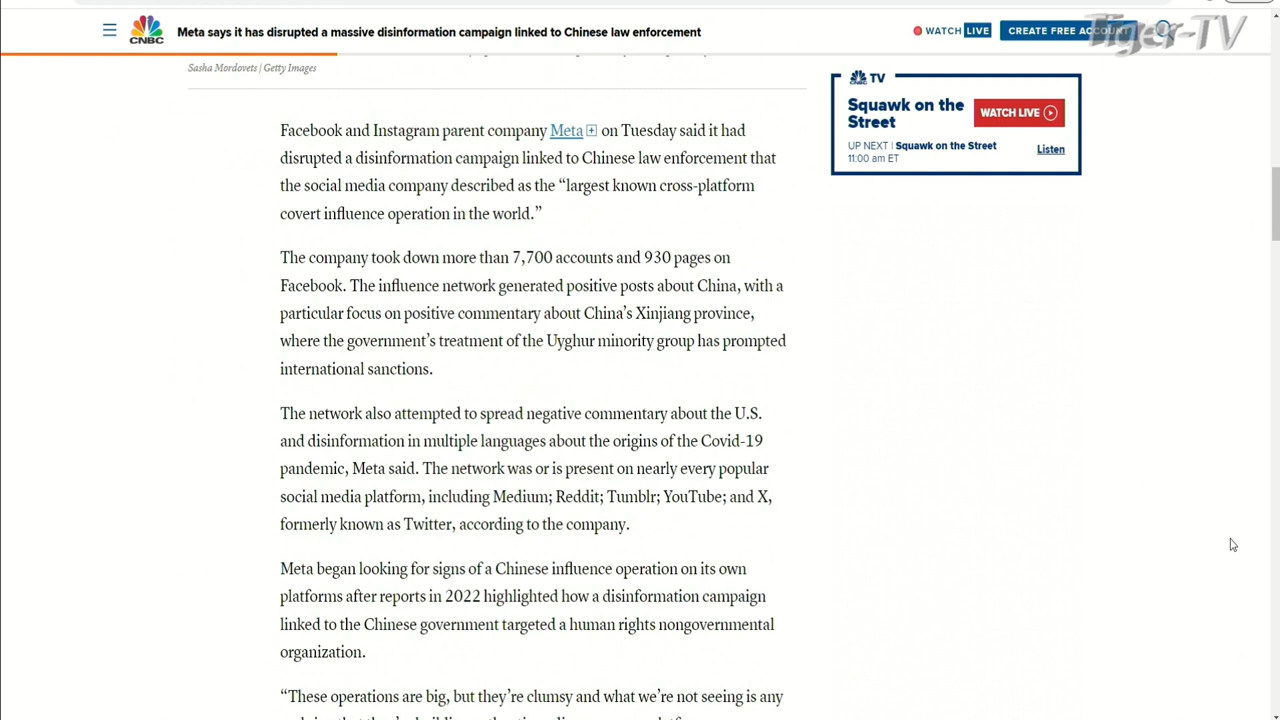 CNBC
Meta says it has disrupted a massive disinformation campaign linked to Chinese law enforcement
WATCH LIVE
CREATE FREE ACCOUNT
Tiger-TV
Sasha Mordovets | Getty Images
Facebook and Instagram parent company Meta on Tuesday said it had
disrupted a disinformation campaign linked to Chinese law enforcement that
the social media company described as the “largest known cross-platform
covert influence operation in the world.”
The company took down more than 7,700 accounts and 930 pages on
Facebook. The influence network generated positive posts about China, with a
particular focus on positive commentary about China’s Xinjiang province,
where the government’s treatment of the Uyghur minority group has prompted
international sanctions.
The network also attempted to spread negative commentary about the U.S.
and disinformation in multiple languages about the origins of the Covid-19
pandemic, Meta said. The network was or is present on nearly every popular
social media platform, including Medium; Reddit; Tumblr; YouTube; and X,
formerly known as Twitter, according to the company.
Meta began looking for signs of a Chinese influence operation on its own
platforms after reports in 2022 highlighted how a disinformation campaign
linked to the Chinese government targeted a human rights nongovernmental
organization.
“These operations are big, but they’re clumsy and what we’re not seeing is any
CNBC TV
Squawk on the
Street
WATCH LIVE
UP NEXT | Squawk on the Street
11:00 am ET
Listen